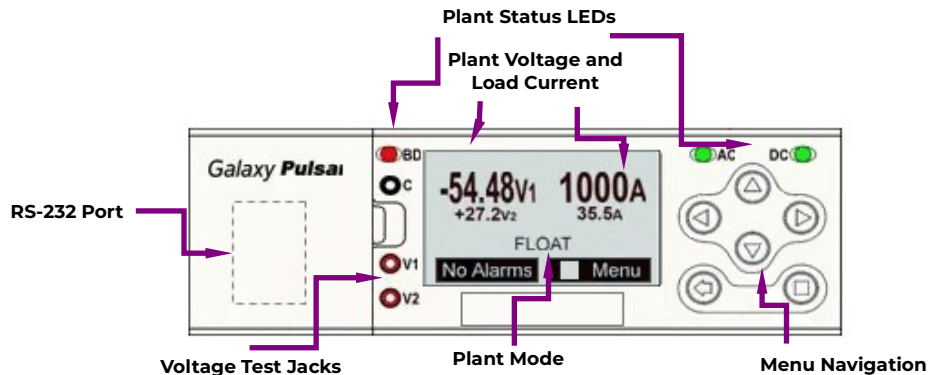 Plant Status LEDs
Plant Voltage and
Load Current
BD
AC
DC
Galaxy Pulsar
C
-54.48V1
1000A
+27.2V2
35.5A
RS-232 Port
FLOAT
V1
No Alarms
Menu
V2
Voltage Test Jacks
Plant Mode
Menu Navigation